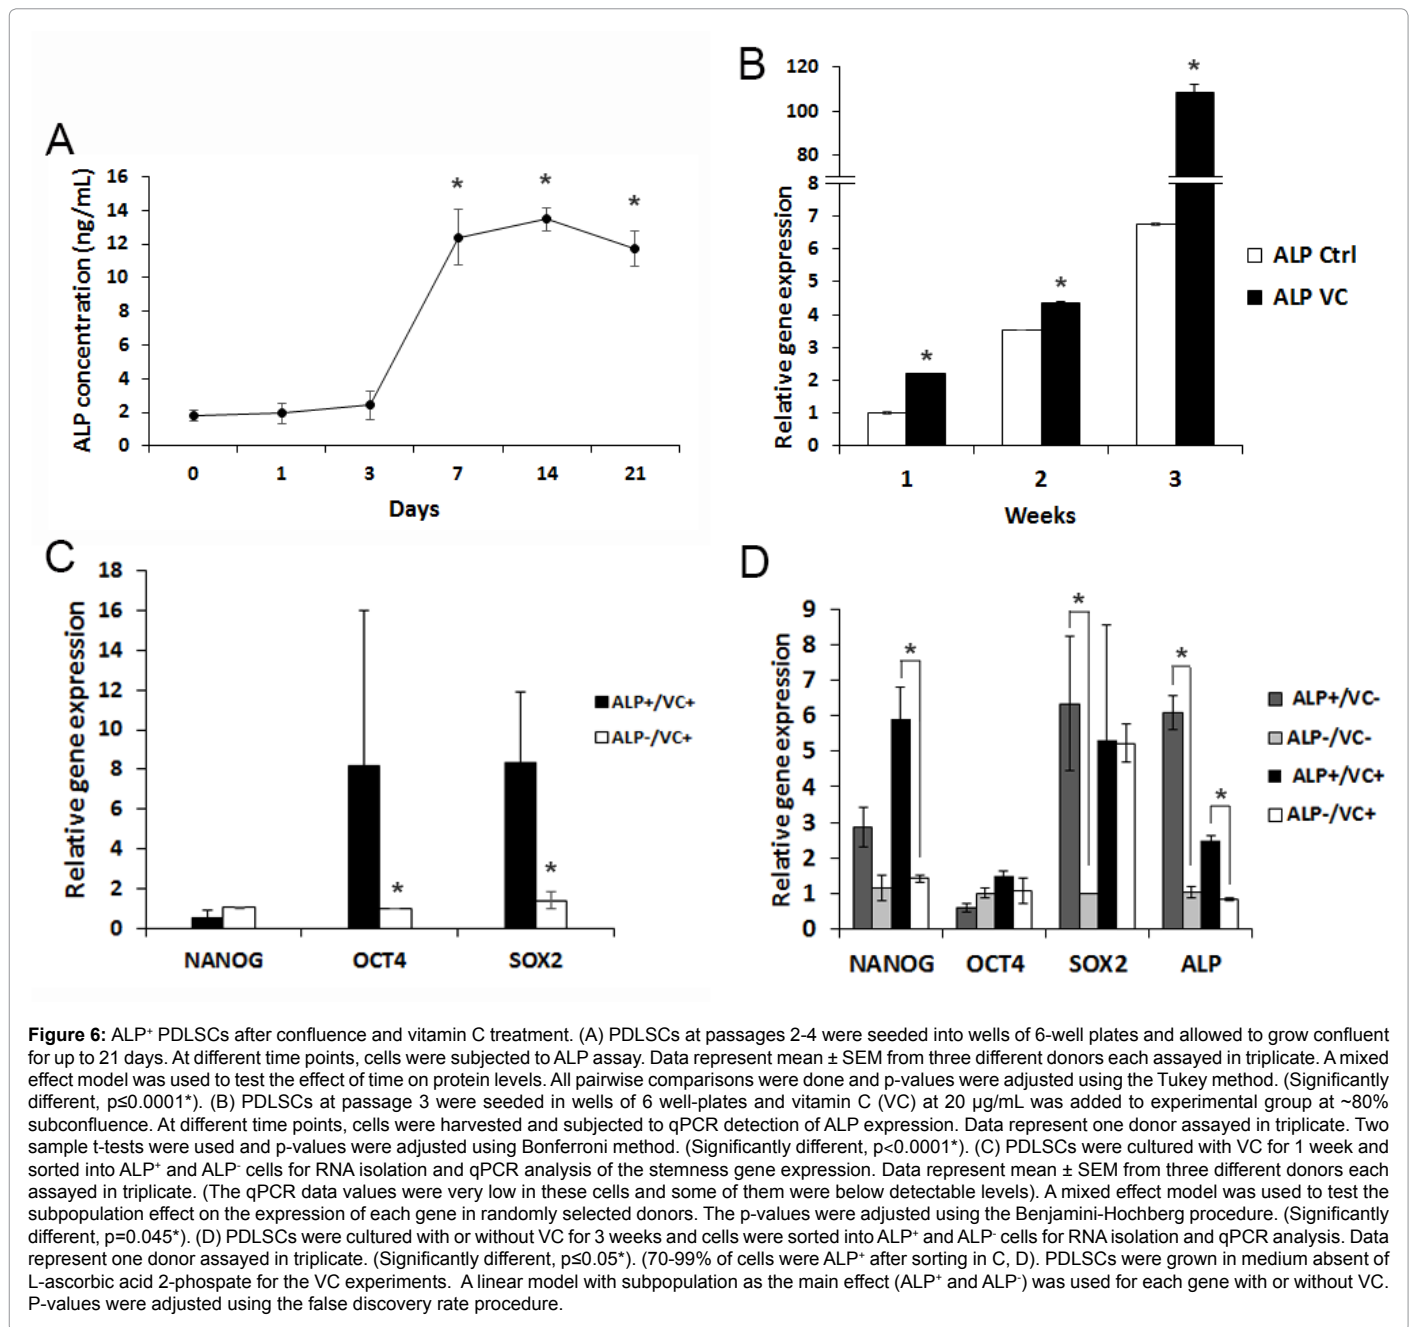 A
ALP concentration (ng/mL)
16
14
12
10
8
6
4
2
0
*
*
*
0 1 3 7 14 21
Days
B
Relative gene expression
120
100
80
8
7
6
5
4
3
2
1
0
*
*
*
1 2 3
Weeks
ALP Ctrl
ALP VC
C
Relative gene expression
18
16
14
12
10
8
6
4
2
0
*
*
NANOG OCT4 SOX2
ALP+/VC+
ALP-/VC+
D
Relative gene expression
9
8
7
6
5
4
3
2
1
0
*
*
*
*
NANOG OCT4 SOX2 ALP
ALP+/VC-
ALP-/VC-
ALP+/VC+
ALP-/VC+
Figure 6: ALP⁺ PDLSCs after confluence and vitamin C treatment. (A) PDLSCs at passages 2-4 were seeded into wells of 6-well plates and allowed to grow confluent
for up to 21 days. At different time points, cells were subjected to ALP assay. Data represent mean ± SEM from three different donors each assayed in triplicate. A mixed
effect model was used to test the effect of time on protein levels. All pairwise comparisons were done and p-values were adjusted using the Tukey method. (Significantly
different, p≤0.0001*). (B) PDLSCs at passage 3 were seeded in wells of 6 well-plates and vitamin C (VC) at 20 µg/mL was added to experimental group at ~80%
subconfluence. At different time points, cells were harvested and subjected to qPCR detection of ALP expression. Data represent one donor assayed in triplicate. Two
sample t-tests were used and p-values were adjusted using Bonferroni method. (Significantly different, p<0.0001*). (C) PDLSCs were cultured with VC for 1 week and
sorted into ALP⁺ and ALP⁻ cells for RNA isolation and qPCR analysis of the stemness gene expression. Data represent mean ± SEM from three different donors each
assayed in triplicate. (The qPCR data values were very low in these cells and some of them were below detectable levels). A mixed effect model was used to test the
subpopulation effect on the expression of each gene in randomly selected donors. The p-values were adjusted using the Benjamini-Hochberg procedure. (Significantly
different, p=0.045*). (D) PDLSCs were cultured with or without VC for 3 weeks and cells were sorted into ALP⁺ and ALP⁻ cells for RNA isolation and qPCR analysis. Data
represent one donor assayed in triplicate. (Significantly different, p≤0.05*). (70-99% of cells were ALP⁺ after sorting in C, D). PDLSCs were grown in medium absent of
L-ascorbic acid 2-phospate for the VC experiments. A linear model with subpopulation as the main effect (ALP⁺ and ALP⁻) was used for each gene with or without VC.
P-values were adjusted using the false discovery rate procedure.